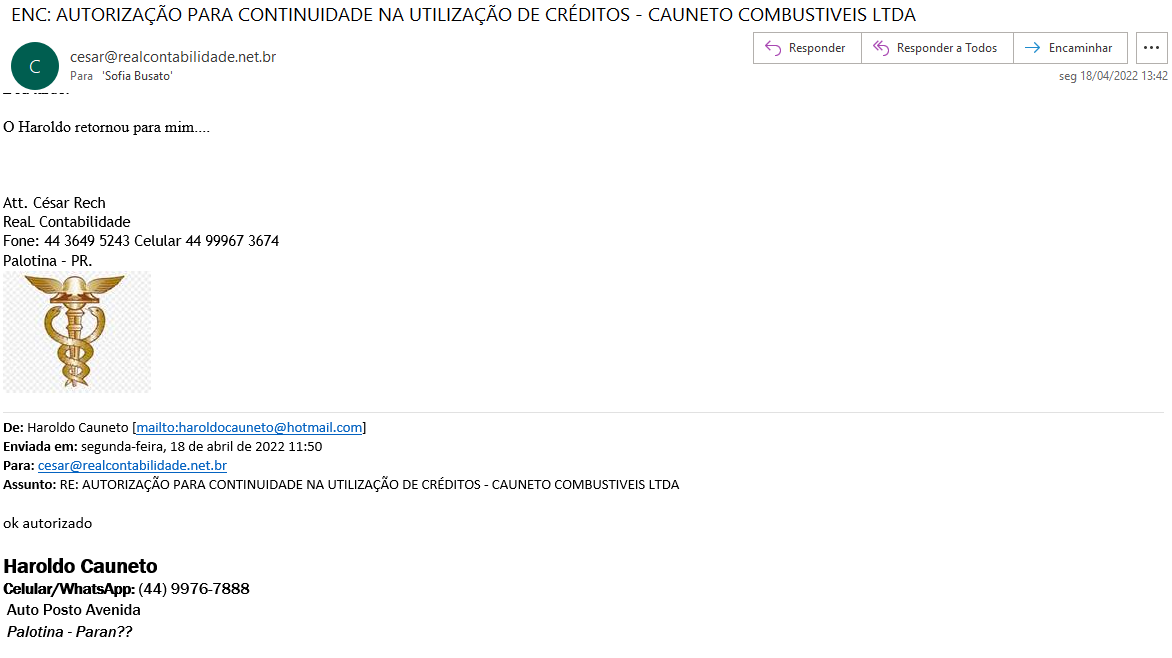 ENC: AUTORIZAÇÃO PARA CONTINUIDADE NA UTILIZAÇÃO DE CRÉDITOS - CAUNETO COMBUSTIVEIS LTDA
C
cesar@realcontabilidade.net.br
Para 'Sofia Busato'
Responder
Responder a Todos
Encaminhar
seg 18/04/2022 13:42
O Haroldo retornou para mim....
Att. César Rech
ReaL Contabilidade
Fone: 44 3649 5243 Celular 44 99967 3674
Palotina - PR.
De: Haroldo Cauneto [mailto:haroldocauneto@hotmail.com]
Enviada em: segunda-feira, 18 de abril de 2022 11:50
Para: cesar@realcontabilidade.net.br
Assunto: RE: AUTORIZAÇÃO PARA CONTINUIDADE NA UTILIZAÇÃO DE CRÉDITOS - CAUNETO COMBUSTIVEIS LTDA
ok autorizado
Haroldo Cauneto
Celular/WhatsApp: (44) 9976-7888
Auto Posto Avenida
Palotina - Paran??